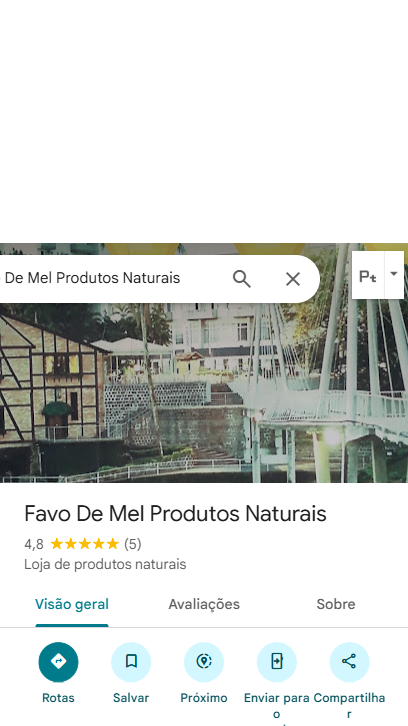 De Mel Produtos Naturais
Pt
Favo De Mel Produtos Naturais
4,8 ★★★★★ (5)
Loja de produtos naturais
Visão geral Avaliações Sobre
Rotas Salvar Próximo Enviar para o Compartilhar